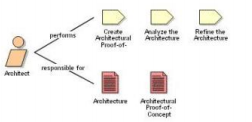 performs
Create
Architectural
Proof-of-
Analyze the
Architecture
Refine the
Architecture
Architect
responsible for
Architecture
Architectural
Proof-of-
Concept